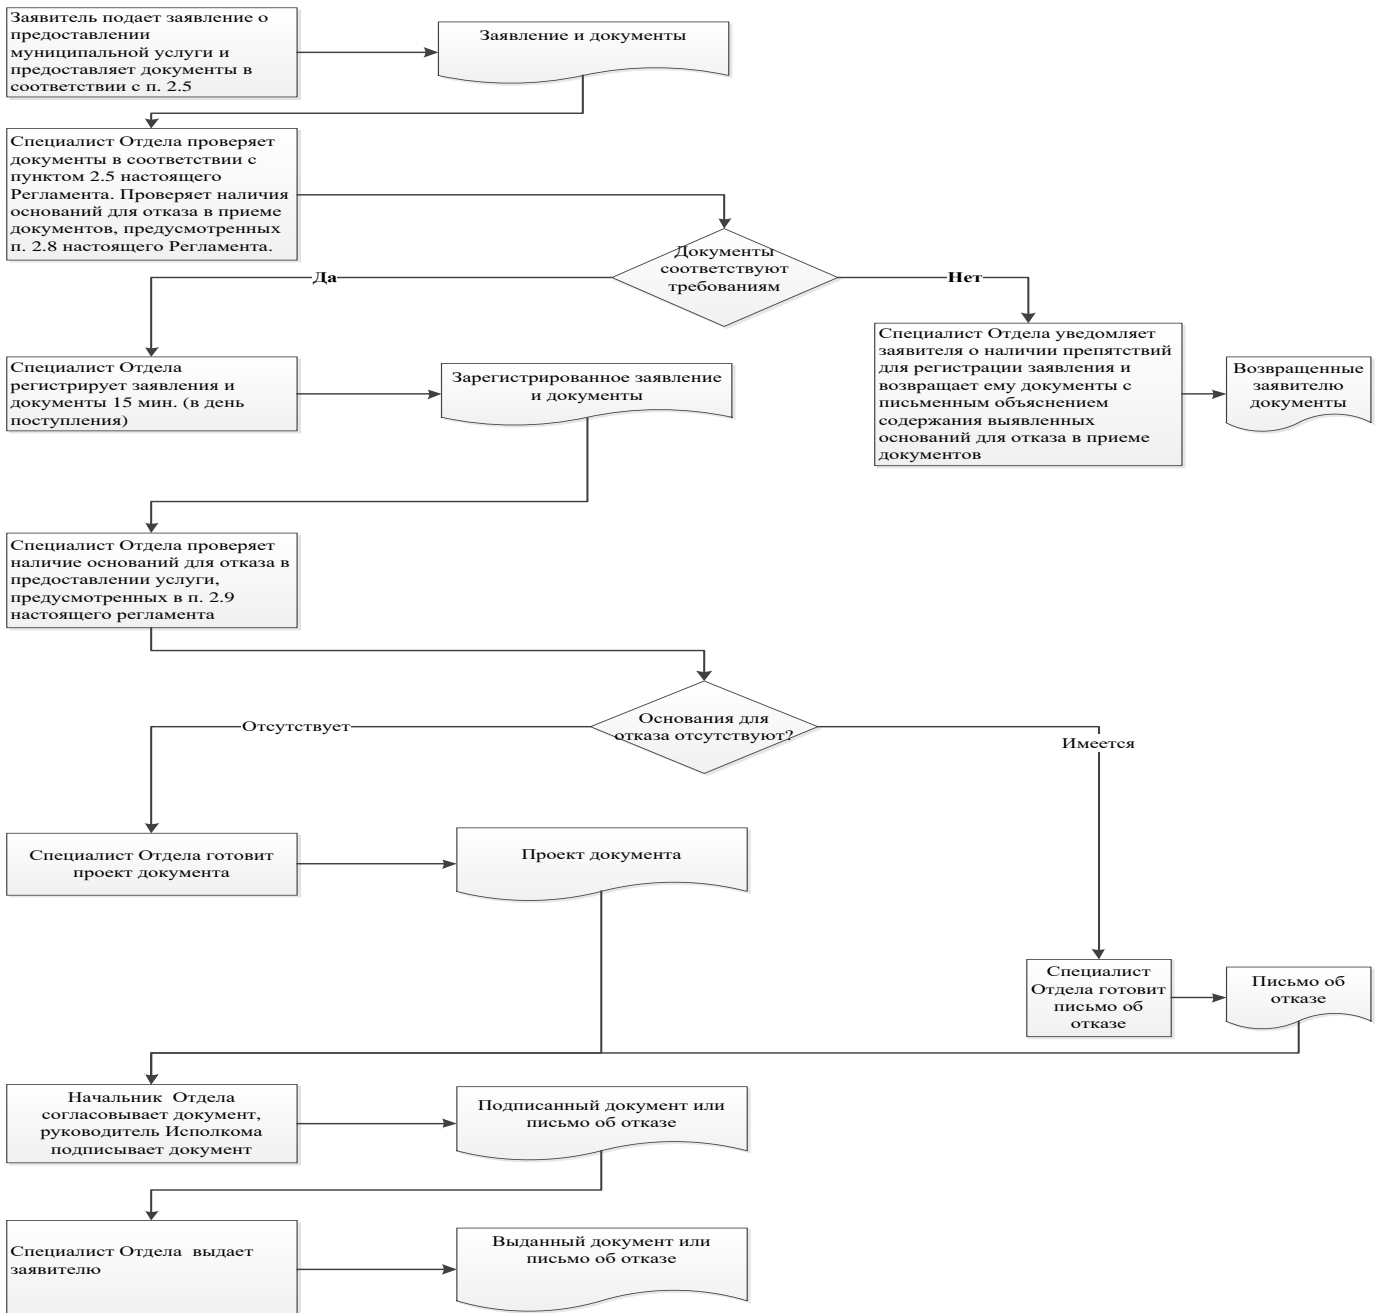 Заявитель подает заявление о
предоставлении
муниципальной услуги и
предоставляет документы в
соответствии с п. 2.5
Заявление и документы
Специалист Отдела проверяет
документы в соответствии с
пунктом 2.5 настоящего
Регламента. Проверяет наличия
оснований для отказа в приеме
документов, предусмотренных
п. 2.8 настоящего Регламента.
Документы
соответствуют
требованиям
Да
Нет
Специалист Отдела
регистрирует заявления и
документы 15 мин. (в день
поступления)
Зарегистрированное заявление
и документы
Специалист Отдела уведомляет
заявителя о наличии препятствий
для регистрации заявления и
возвращает ему документы с
письменным объяснением
содержания выявленных
оснований для отказа в приеме
документов
Возвращенные
заявителю
документы
Специалист Отдела проверяет
наличие оснований для отказа в
предоставлении услуги,
предусмотренных в п. 2.9
настоящего регламента
Основания для
отказа отсутствуют?
Отсутствует
Имеется
Специалист Отдела готовит
проект документа
Проект документа
Специалист
Отдела готовит
письмо об
отказе
Письмо об
отказе
Начальник  Отдела
согласовывает документ,
руководитель Исполкома
подписывает документ
Подписанный документ или
письмо об отказе
Специалист Отдела  выдает
заявителю
Выданный документ или
письмо об отказе